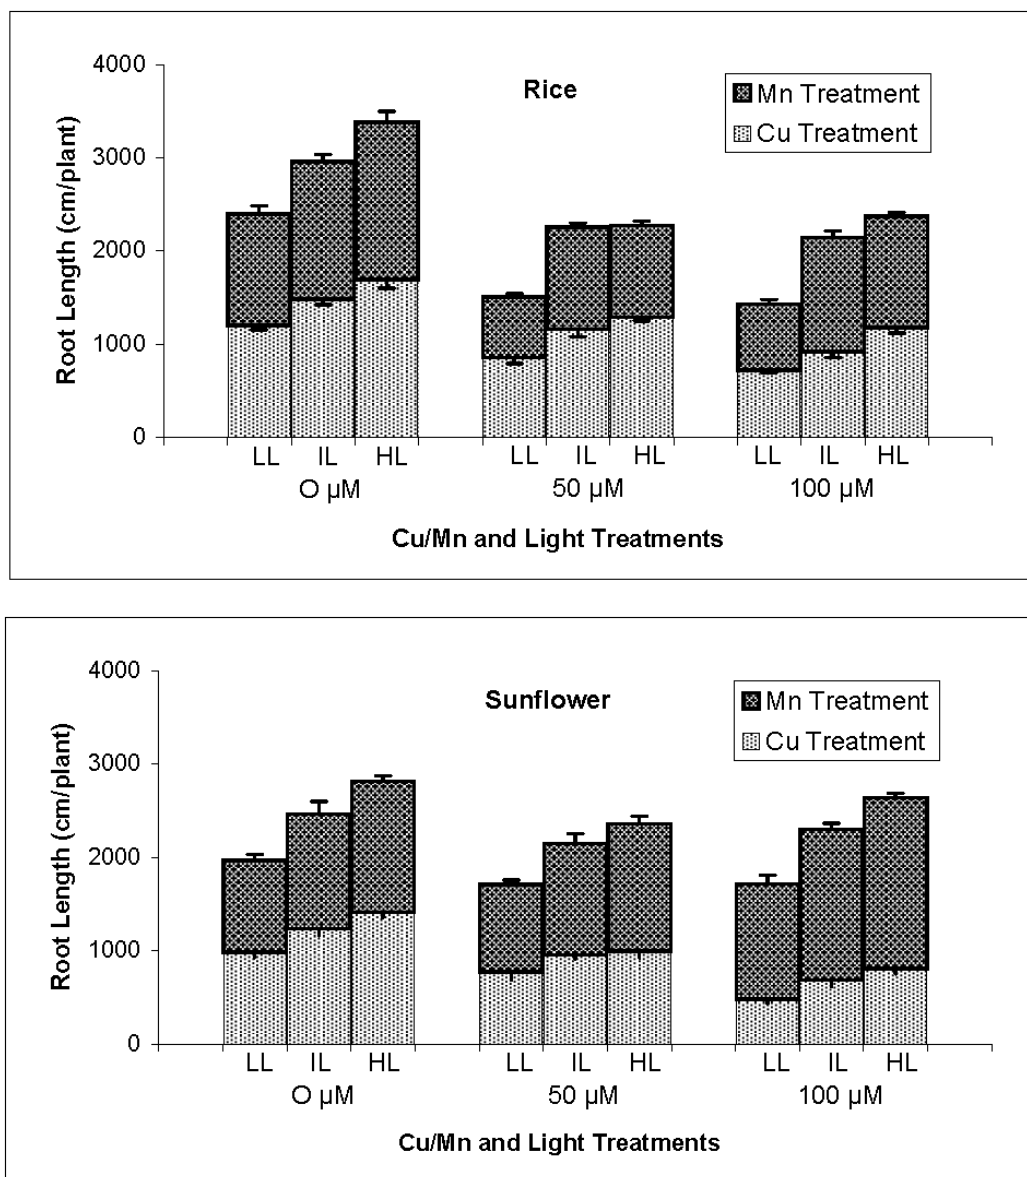 4000
Rice
Mn Treatment
Cu Treatment
3000
2000
1000
0
Root Length (cm/plant)
LL IL HL LL IL HL LL IL HL
O µM 50 µM 100 µM
Cu/Mn and Light Treatments
4000
Sunflower
Mn Treatment
Cu Treatment
3000
2000
1000
0
Root Length (cm/plant)
LL IL HL LL IL HL LL IL HL
O µM 50 µM 100 µM
Cu/Mn and Light Treatments